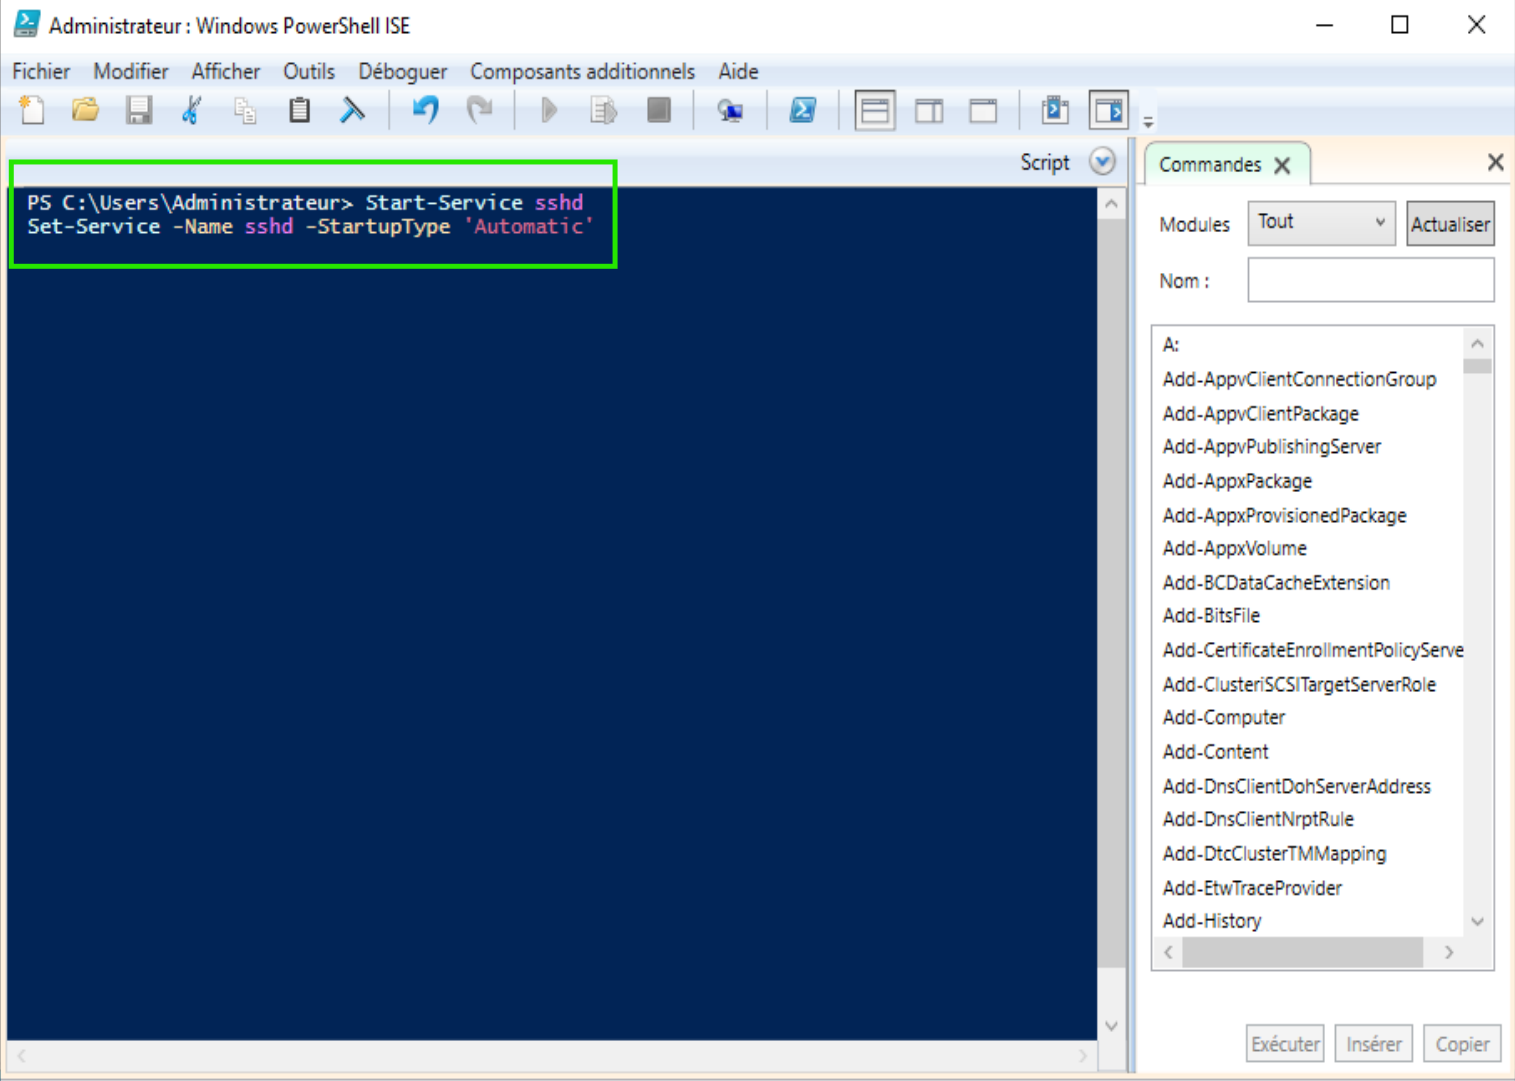 Administrateur : Windows PowerShell ISE
Fichier Modifier Afficher Outils Déboguer Composants additionnels Aide
Script
PS C:\Users\Administrateur> Start-Service sshd
Set-Service -Name sshd -StartupType 'Automatic'
Commandes
Modules Tout Actualiser
Nom :
A:
Add-AppvClientConnectionGroup
Add-AppvClientPackage
Add-AppvPublishingServer
Add-AppxPackage
Add-AppxProvisionedPackage
Add-AppxVolume
Add-BCDataCacheExtension
Add-BitsFile
Add-CertificateEnrollmentPolicyServe
Add-ClusteriSCSITargetServerRole
Add-Computer
Add-Content
Add-DnsClientDohServerAddress
Add-DnsClientNrptRule
Add-DtcClusterTMMapping
Add-EtwTraceProvider
Add-History
Exécuter Insérer Copier